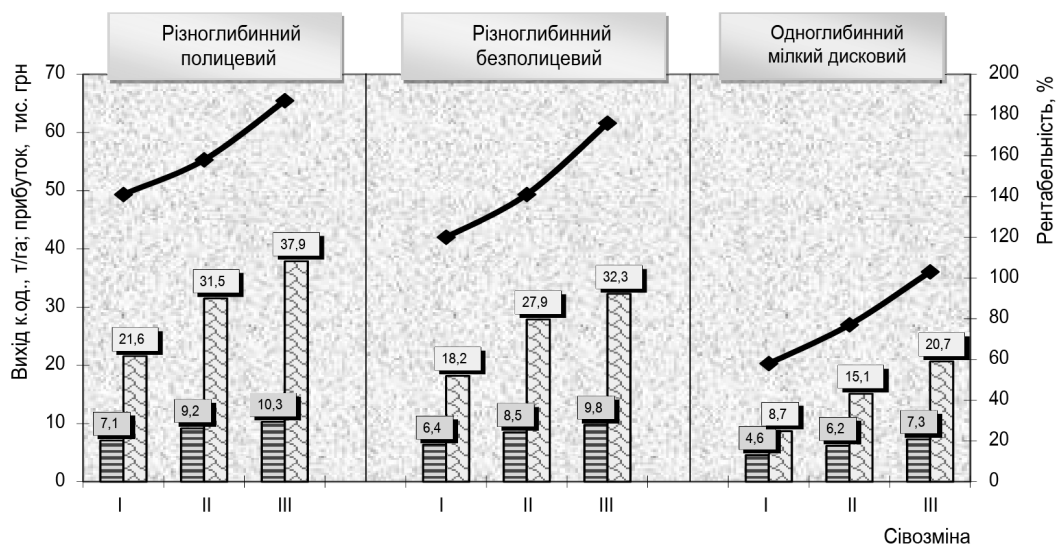 Різноглибинний
полицевий
Різноглибинний
безполицевий
Одноглибинний
мілкий дисковий
Вихід к.од., т/га; прибуток, тис. грн
70
60
50
40
30
20
10
0
21,6
31,5
37,9
7,1
9,2
10,3
18,2
27,9
32,3
6,4
8,5
9,8
8,7
15,1
20,7
4,6
6,2
7,3
200
180
160
140
120
100
80
60
40
20
0
Рентабельність, %
I
II
III
I
II
III
I
II
III
Сівозміна